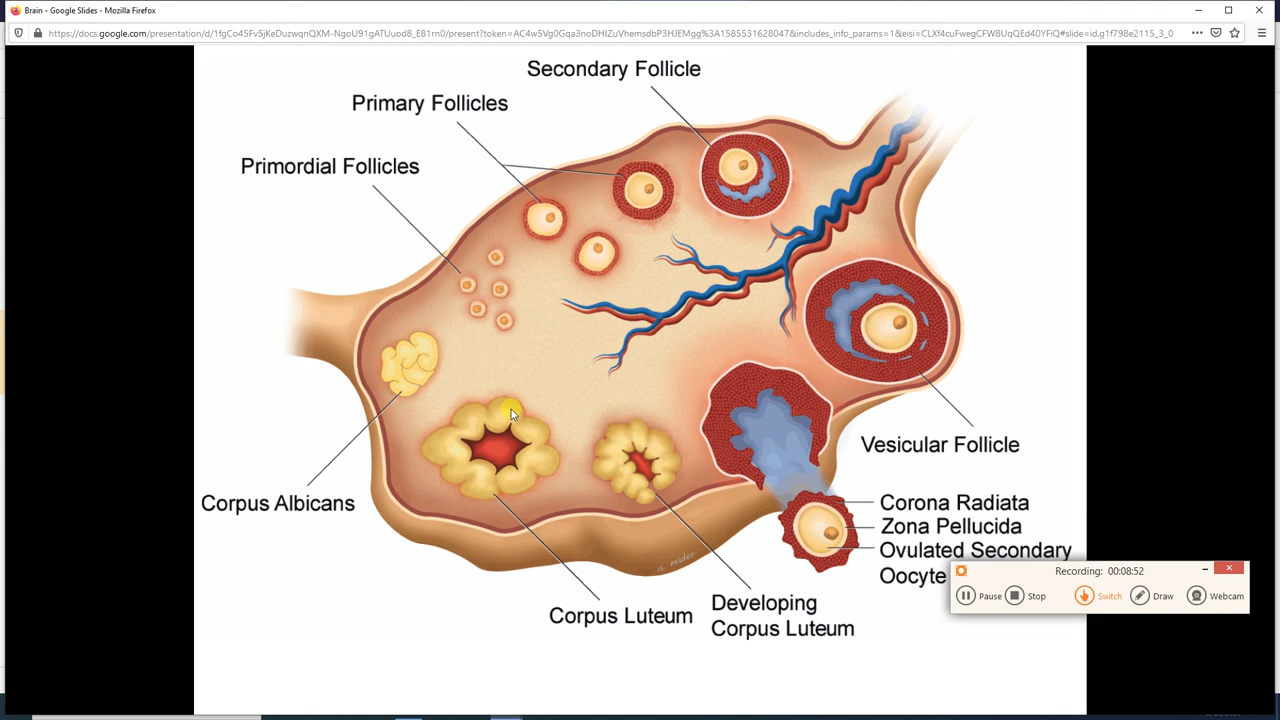 Brain - Google Slides - Mozilla Firefox
https://docs.google.com/presentation/d/1fgCo45Fv5jKeDuzwqnQXM-NgoU91gATUuod8_E81rn0/present?token=AC4w5Vg0Gqa3noDHIZuVhemsdbP3HJEMgg%3A1585531628047&includes_info_params=1&eisi=CLXf4cuFwegCFW8UqQEd40YFiQ#slide=id.g1f798e2115_3_0
Secondary Follicle
Primary Follicles
Primordial Follicles
Vesicular Follicle
Corpus Albicans
Corona Radiata
Zona Pellucida
Ovulated Secondary
Oocyte
Corpus Luteum
Developing
Corpus Luteum
Recording: 00:08:52
Pause Stop Switch Draw Webcam